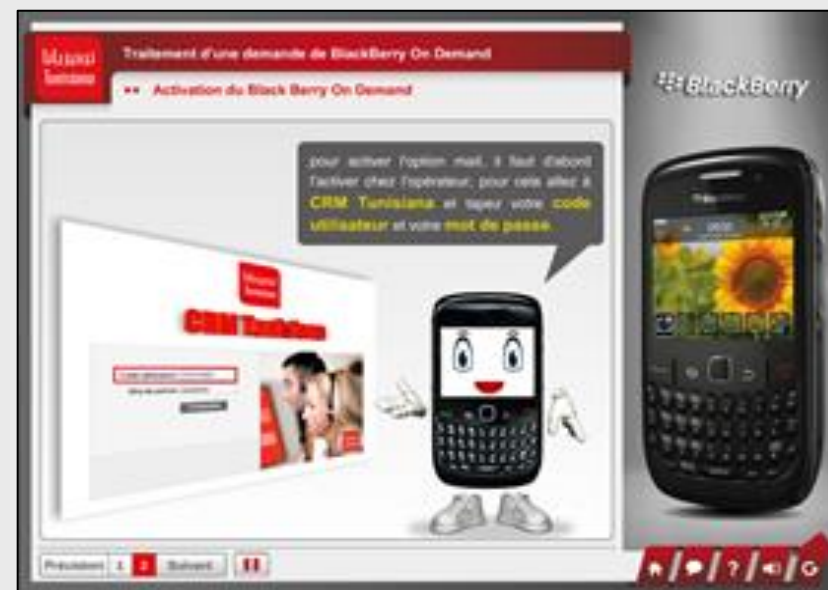 تونيزيانا
Tunisiana
Traitement d'une demande de BlackBerry On Demand
Activation du Black Berry On Demand
BlackBerry
pour activer l'option mail, il faut d'abord
l'activer chez l'opérateur, pour cela allez à
CRM Tunisiana et tapez votre code
utilisateur et votre mot de passe.
Tunisiana
CRM Tunisiana
Précédent 1 2 Suivant
?